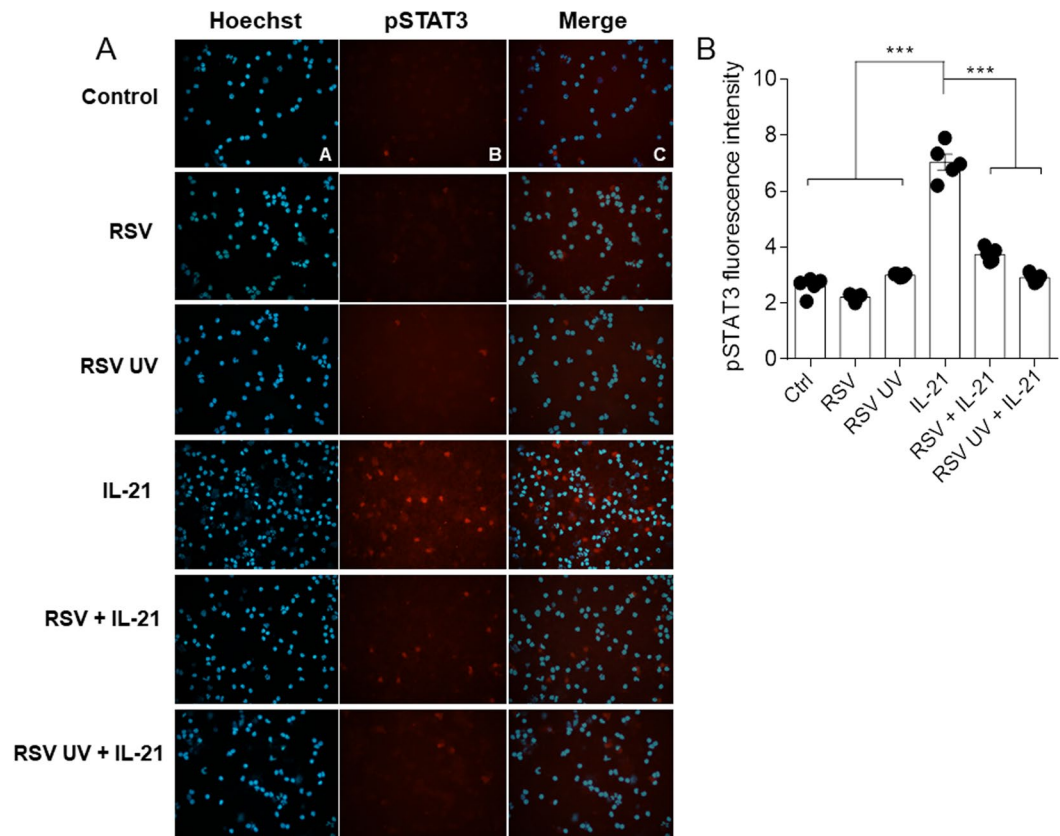 A
Hoechst pSTAT3 Merge
Control
A B C
RSV
RSV UV
IL-21
RSV + IL-21
RSV UV + IL-21
B
pSTAT3 fluorescence intensity
10
8
6
4
2
0
***
***
Ctrl
RSV
RSV UV
IL-21
RSV + IL-21
RSV UV + IL-21